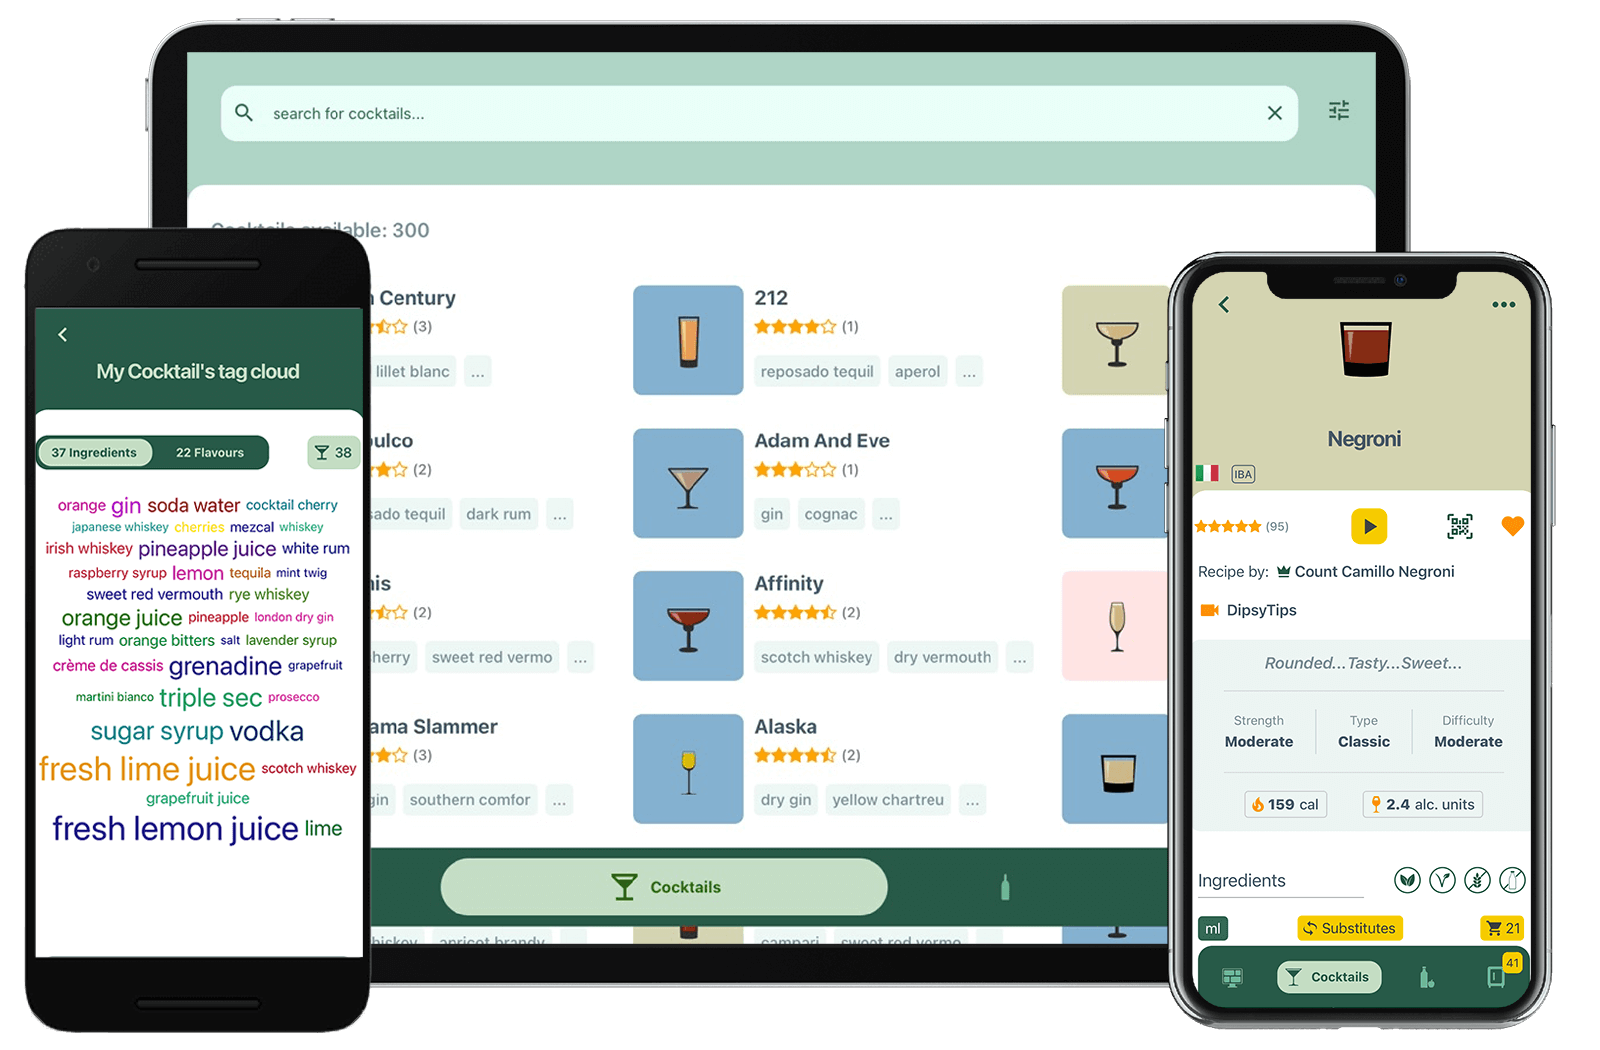 search for cocktails...
available: 300
Century
(3)
lillet blanc ...
212
(1)
reposado tequil aperol ...
(2)
tequil dark rum ...
Adam And Eve
(1)
gin cognac ...
(2)
sweet red vermo ...
Affinity
(2)
scotch whiskey dry vermouth ...
Slammer
(3)
gin southern comfor ...
Alaska
(2)
dry gin yellow chartreu ...
Cocktails
apricot brandy
campari sweet red vermo
My Cocktail's tag cloud
37 Ingredients 22 Flavours 38
orange gin soda water cocktail cherry
japanese whiskey cherries mezcal whiskey
irish whiskey pineapple juice white rum
raspberry syrup lemon tequila mint twig
sweet red vermouth rye whiskey
orange juice pineapple london dry gin
light rum orange bitters salt lavender syrup
crème de cassis grenadine grapefruit
martini bianco triple sec prosecco
sugar syrup vodka
fresh lime juice scotch whiskey
grapefruit juice
fresh lemon juice lime
Negroni
IBA
(95)
Recipe by: Count Camillo Negroni
DipsyTips
Rounded...Tasty...Sweet...
Strength Type Difficulty
Moderate Classic Moderate
159 cal 2.4 alc. units
Ingredients
ml Substitutes 21
41
Cocktails